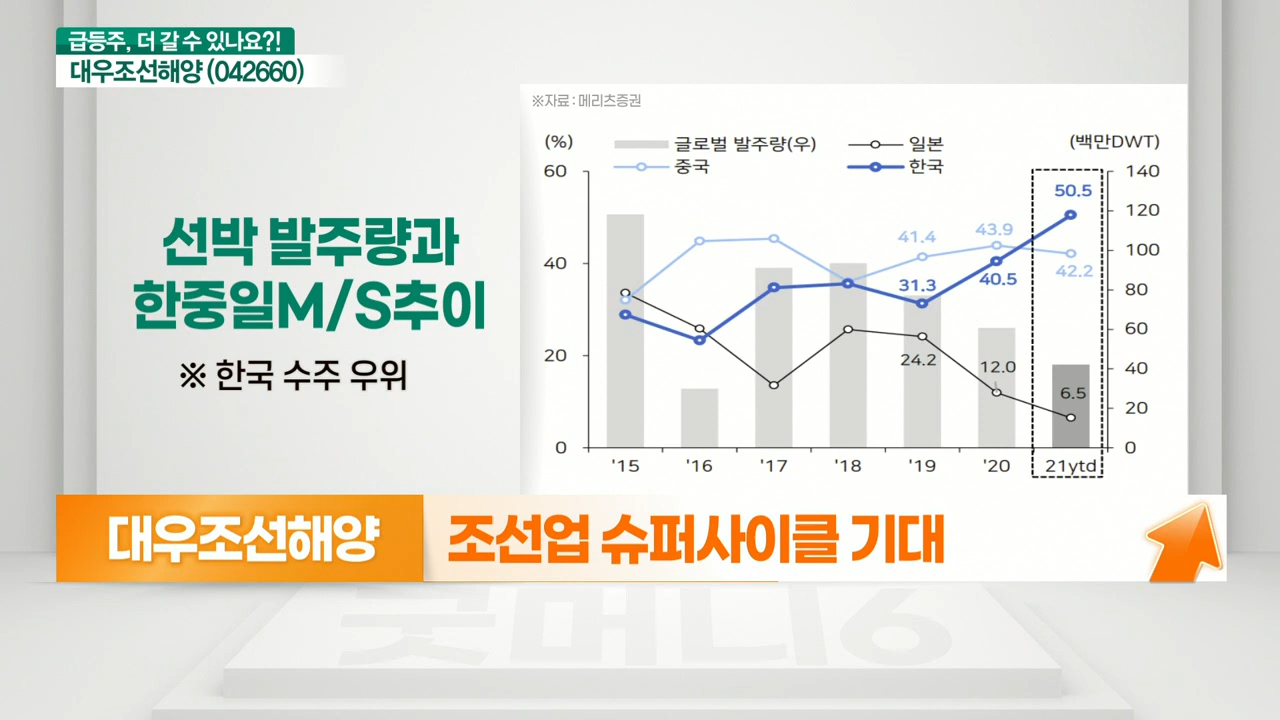 급등주, 더 갈 수 있나요?!
대우조선해양 (042660)
선박 발주량과
한중일M/S추이
※ 한국 수주 우위
※자료 : 메리츠증권
(%)
(백만DWT)
글로벌 발주량(우)
일본
중국
한국
60
40
20
0
140
120
100
80
60
40
20
0
50.5
41.4
43.9
42.2
31.3
40.5
24.2
12.0
6.5
'15 '16 '17 '18 '19 '20 21ytd
대우조선해양
조선업 슈퍼사이클 기대
굿머니6